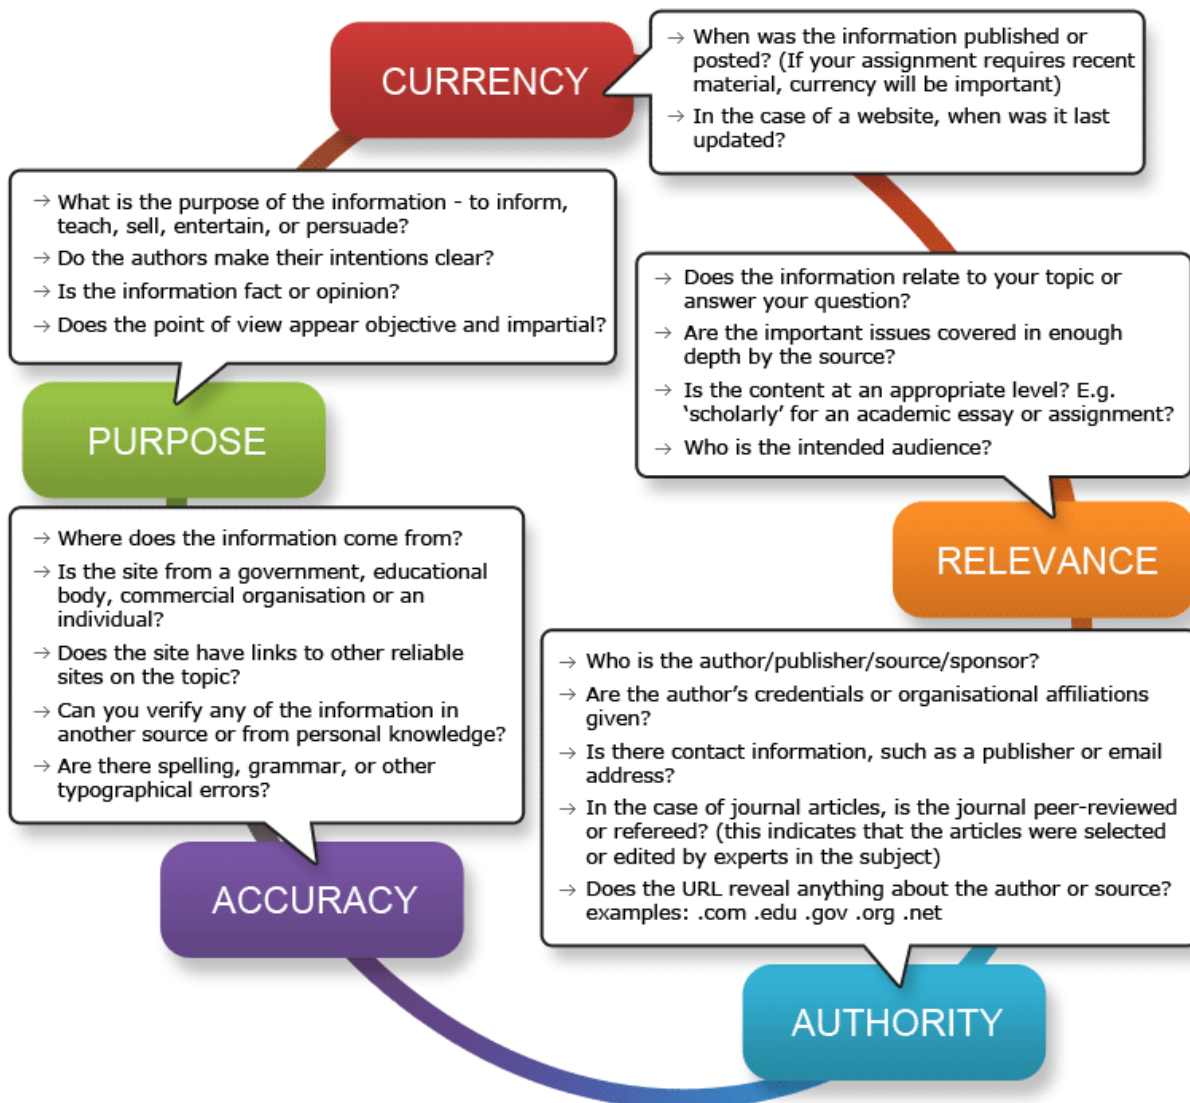 CURRENCY
→ When was the information published or
posted? (If your assignment requires recent
material, currency will be important)
→ In the case of a website, when was it last
updated?
→ Does the information relate to your topic or
answer your question?
→ Are the important issues covered in enough
depth by the source?
→ Is the content at an appropriate level? E.g.
‘scholarly’ for an academic essay or assignment?
→ Who is the intended audience?
RELEVANCE
→ Who is the author/publisher/source/sponsor?
→ Are the author’s credentials or organisational affiliations
given?
→ Is there contact information, such as a publisher or email
address?
→ In the case of journal articles, is the journal peer-reviewed
or refereed? (this indicates that the articles were selected
or edited by experts in the subject)
→ Does the URL reveal anything about the author or source?
examples: .com .edu .gov .org .net
AUTHORITY
→ Where does the information come from?
→ Is the site from a government, educational
body, commercial organisation or an
individual?
→ Does the site have links to other reliable
sites on the topic?
→ Can you verify any of the information in
another source or from personal knowledge?
→ Are there spelling, grammar, or other
typographical errors?
ACCURACY
→ What is the purpose of the information - to inform,
teach, sell, entertain, or persuade?
→ Do the authors make their intentions clear?
→ Is the information fact or opinion?
→ Does the point of view appear objective and impartial?
PURPOSE